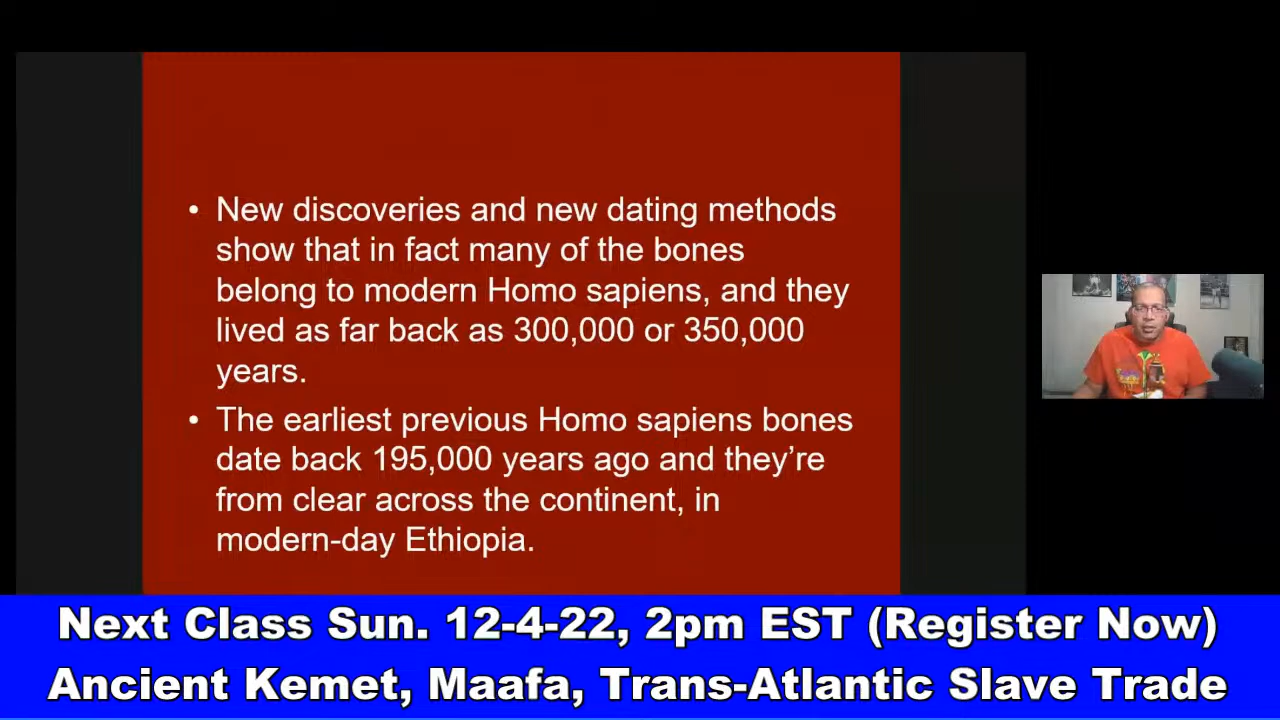 • New discoveries and new dating methods
show that in fact many of the bones
belong to modern Homo sapiens, and they
lived as far back as 300,000 or 350,000
years.
• The earliest previous Homo sapiens bones
date back 195,000 years ago and they’re
from clear across the continent, in
modern-day Ethiopia.
Next Class Sun. 12-4-22, 2pm EST (Register Now)
Ancient Kemet, Maafa, Trans-Atlantic Slave Trade